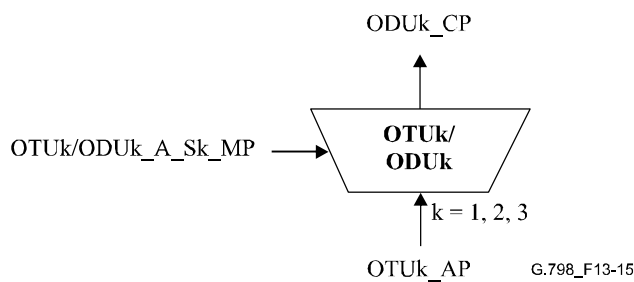 ODUk_CP
OTUk/ODUk_A_Sk_MP
OTUk/
ODUk
k = 1, 2, 3
OTUk_AP
G.798_F13-15